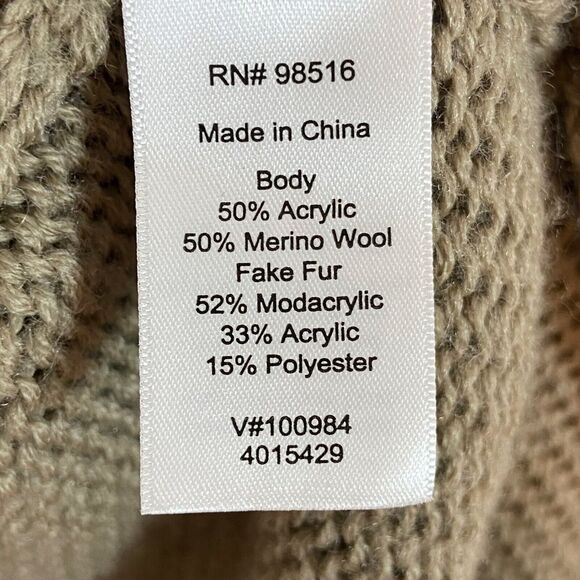 RN# 98516
Made in China
Body
50% Acrylic
50% Merino Wool
Fake Fur
52% Modacrylic
33% Acrylic
15% Polyester
V#100984
4015429